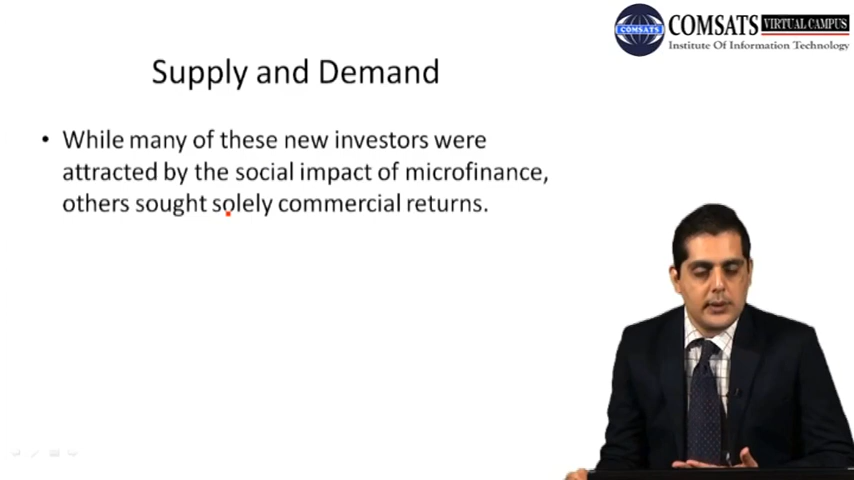 COMSATS VIRTUAL CAMPUS
COMSATS
Institute Of Information Technology
Supply and Demand
• While many of these new investors were
attracted by the social impact of microfinance,
others sought solely commercial returns.